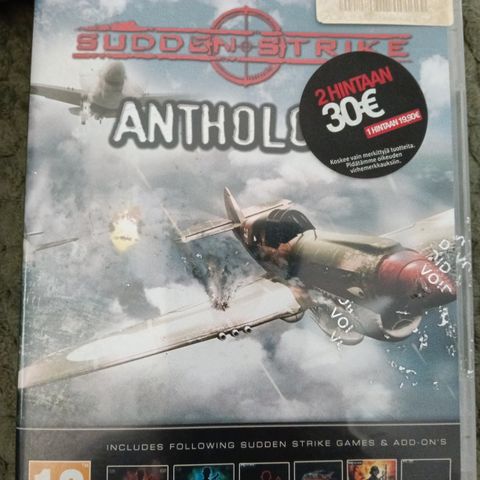 SUDDEN STRIKE
ANTHOLO
2 HINTAAN
30.€
1 HINTAAN 19,90€
Koskee vain merkittyjä tuotteita.
Pidätämme oikeuden
virhemerkkauksiin.
INCLUDES FOLLOWING SUDDEN STRIKE GAMES & ADD-ON'S